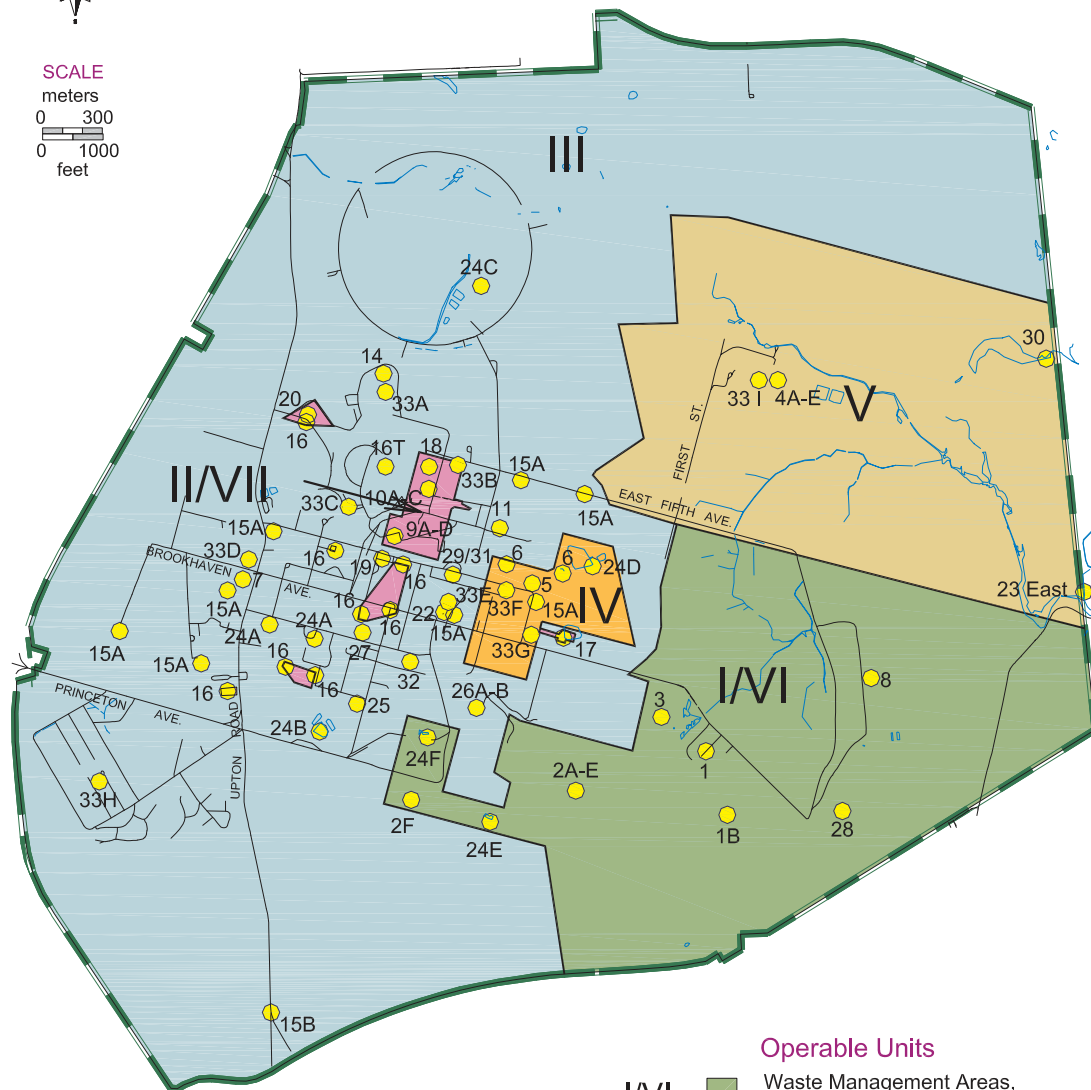 SCALE
meters
0 300
0 1000
feet
III
24C
30
14
33A
33 I 4A-E
V
20
16
FIRST ST.
16T 18
33B
15A
II/VII
10A-C
33C
15A
EAST FIFTH AVE.
11
15A
9A-D
33D
16
BROOKHAVEN AVE.
19
16
29/31
6
6
24D
7
5
33E
33F
15A
IV
23 East
15A
16
16
22
15A
24A
24A
33G
17
15A
27
15A
16
16
32
I/VI
8
16
25
26A-B
3
PRINCETON AVE.
UPTON ROAD
24B
24F
1
33H
2A-E
2F
1B
28
24E
15B
Operable Units
I/VI
Waste Management Areas,